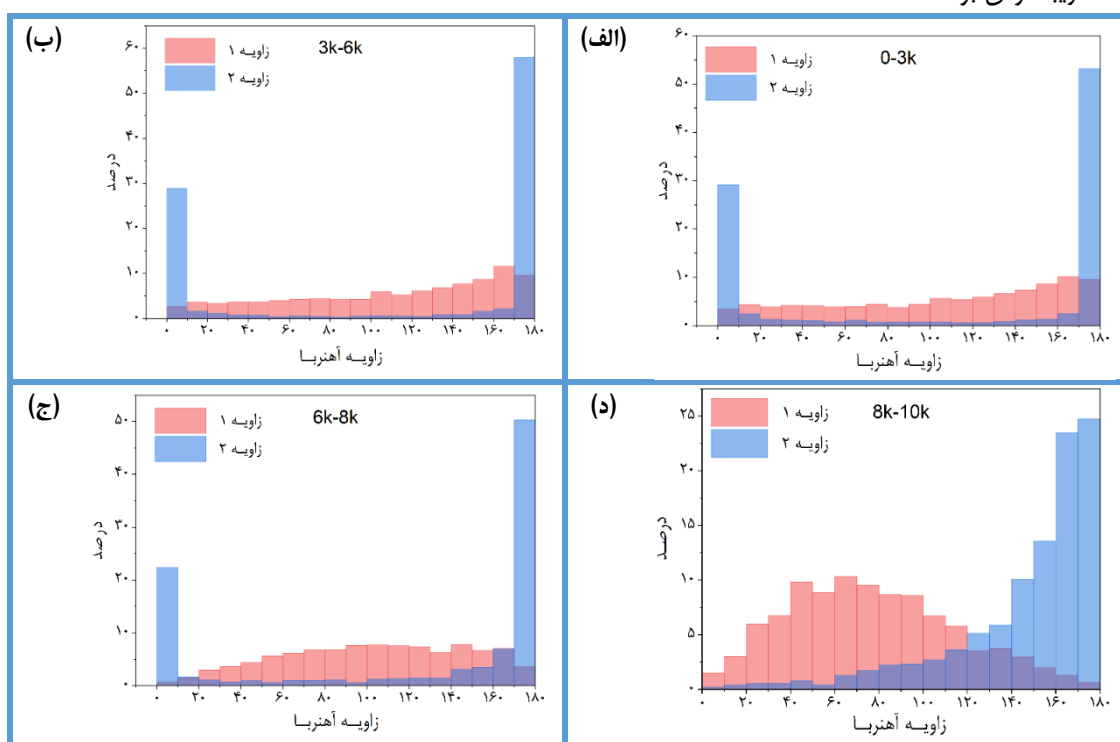 (الف)
0-3k
زاویه ۱
زاویه ۲
درصد
۶۰
۵۰
۴۰
۳۰
۲۰
۱۰
۰
۰ ۲۰ ۴۰ ۶۰ ۸۰ ۱۰۰ ۱۲۰ ۱۴۰ ۱۶۰ ۱۸۰
زاویه آهنربا
(ب)
3k-6k
زاویه ۱
زاویه ۲
درصد
۶۰
۵۰
۴۰
۳۰
۲۰
۱۰
۰
۰ ۲۰ ۴۰ ۶۰ ۸۰ ۱۰۰ ۱۲۰ ۱۴۰ ۱۶۰ ۱۸۰
زاویه آهنربا
(ج)
6k-8k
زاویه ۱
زاویه ۲
درصد
۵۰
۴۰
۳۰
۲۰
۱۰
۰
۰ ۲۰ ۴۰ ۶۰ ۸۰ ۱۰۰ ۱۲۰ ۱۴۰ ۱۶۰ ۱۸۰
زاویه آهنربا
(د)
8k-10k
زاویه ۱
زاویه ۲
درصد
۲۵
۲۰
۱۵
۱۰
۵
۰
۰ ۲۰ ۴۰ ۶۰ ۸۰ ۱۰۰ ۱۲۰ ۱۴۰ ۱۶۰ ۱۸۰
زاویه آهنربا